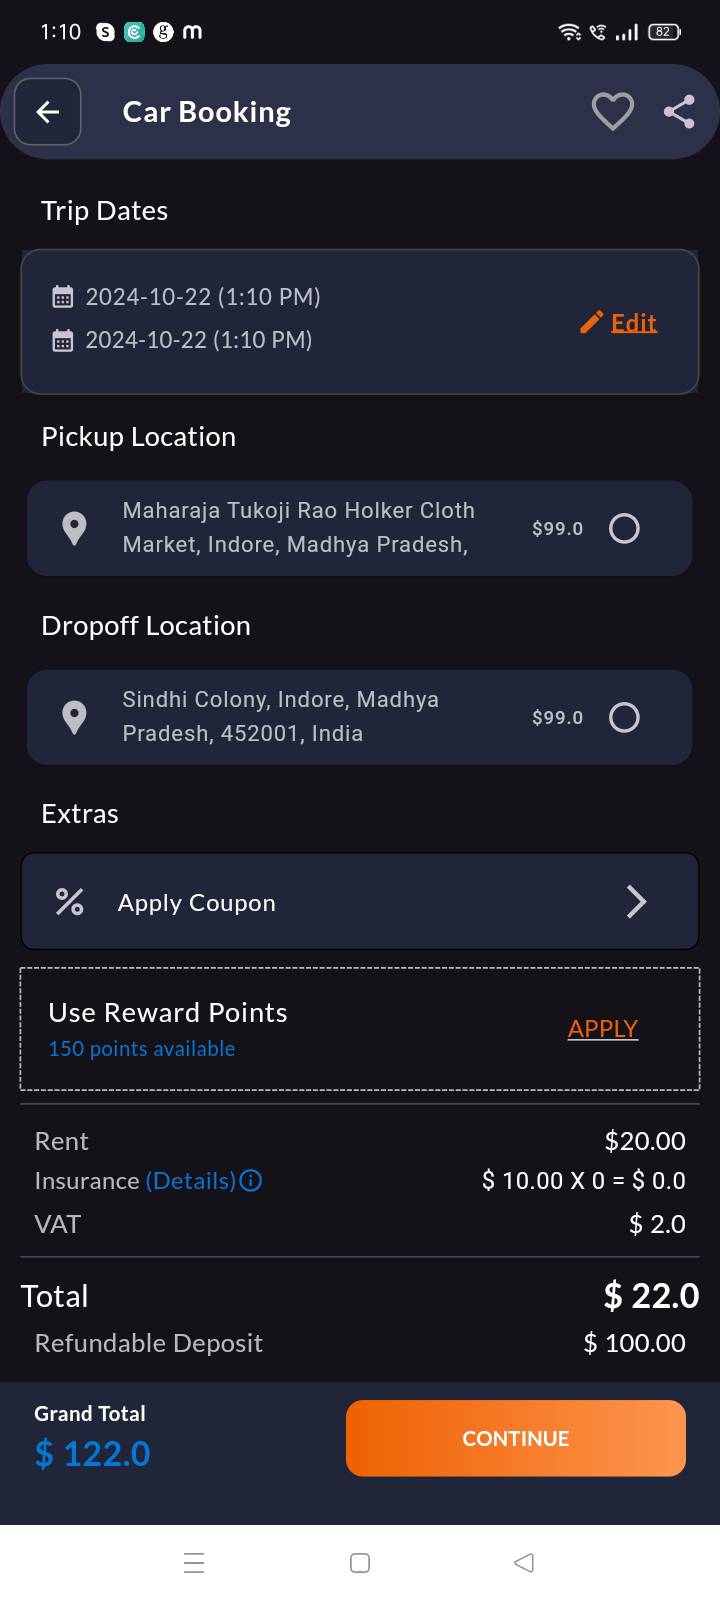 1:10 S C g m 82
Car Booking
Trip Dates
2024-10-22 (1:10 PM)
2024-10-22 (1:10 PM)
Edit
Pickup Location
Maharaja Tukoji Rao Holker Cloth
Market, Indore, Madhya Pradesh,
$99.0
Dropoff Location
Sindhi Colony, Indore, Madhya
Pradesh, 452001, India
$99.0
Extras
% Apply Coupon
Use Reward Points
150 points available
APPLY
Rent $20.00
Insurance (Details) $ 10.00 X 0 = $ 0.0
VAT $ 2.0
Total $ 22.0
Refundable Deposit $ 100.00
Grand Total
$ 122.0
CONTINUE